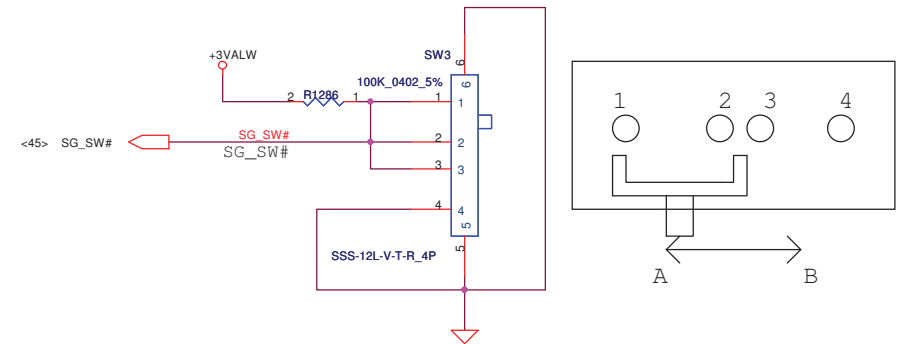 +3VALW
SW3
6
6
100K_0402_5%
2 R1286 1
1 1
<45> SG_SW#
SG_SW#
SG_SW#
2 2
3 3
4 4
5
5
SSS-12L-V-T-R_4P
1 2 3 4
A B